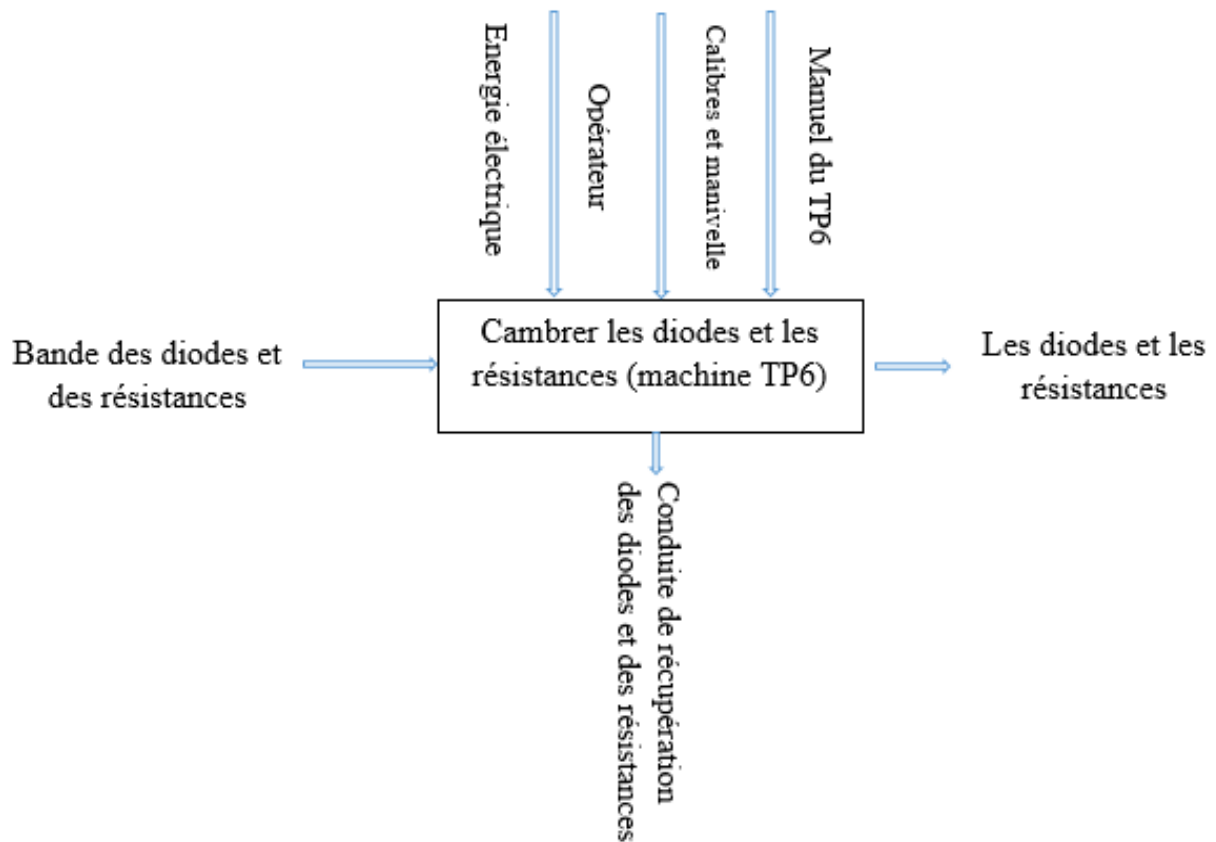 Energie électrique
Opérateur
Calibres et manivelle
Manuel du TP6
Bande des diodes et
des résistances
Cambrer les diodes et les
résistances (machine TP6)
Les diodes et les
résistances
Conduite de récupération
des diodes et des résistances